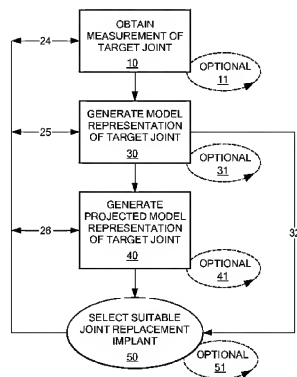 OBTAIN
MEASUREMENT OF
TARGET JOINT
10
24
OPTIONAL
11
GENERATE MODEL
REPRESENTATION
OF TARGET JOINT
30
25
OPTIONAL
31
32
GENERATE
PROJECTED MODEL
REPRESENTATION
OF TARGET JOINT
40
26
OPTIONAL
41
SELECT SUITABLE
JOINT REPLACEMENT
IMPLANT
50
OPTIONAL
51